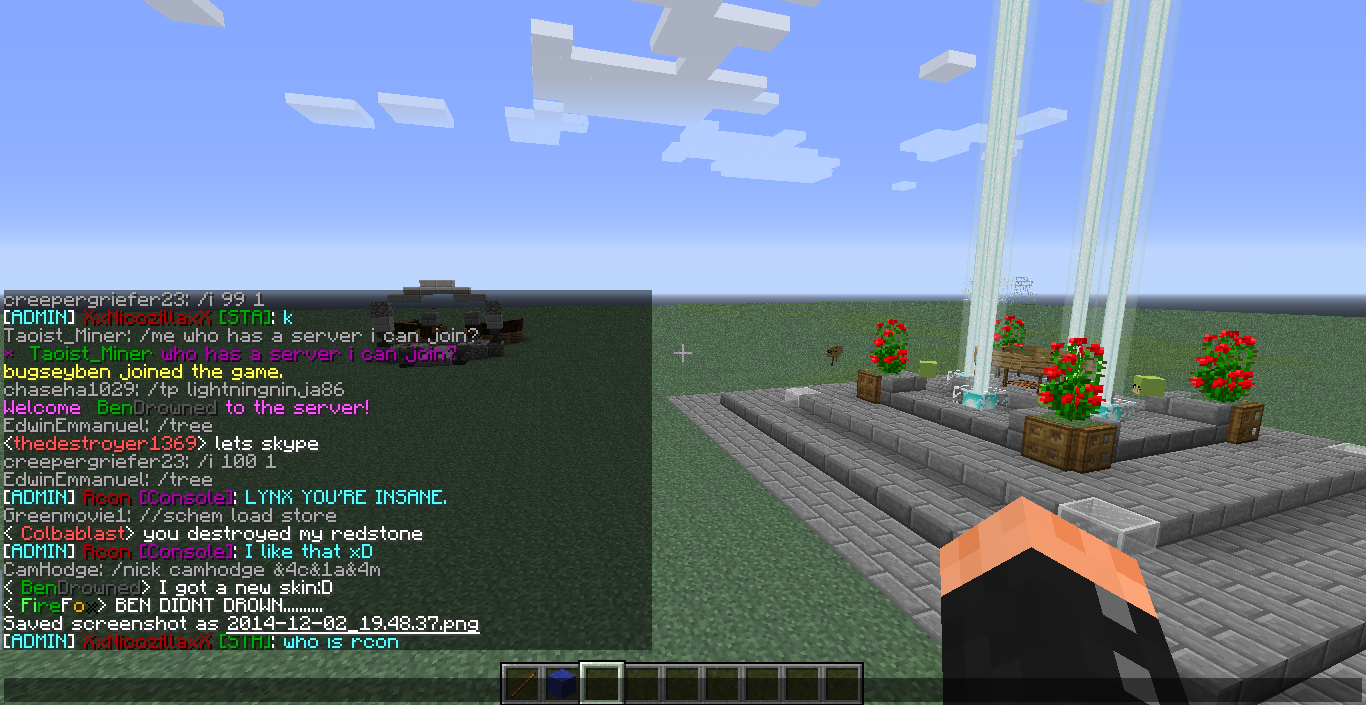 creepergriefer23: /i 99 1
[ADMIN] XxNicozillaxX [STA]: k
Taoist_Miner: /me who has a server i can join?
* Taoist_Miner who has a server i can join?
bugseyben joined the game.
chaseha1029: /tp lightningninja86
Welcome BenDrowned to the server!
EdwinEmmanuel: /tree
<thedestroyer1369> lets skype
creepergriefer23: /i 100 1
EdwinEmmanuel: /tree
[ADMIN] Rcon [Console]: LYNX YOU'RE INSANE.
Greenmovie1: //schem load store
< Colbablast> you destroyed my redstone
[ADMIN] Rcon [Console]: I like that xD
CamHodge: /nick camhodge &4c&1a&4m
< BenDrowned> I got a new skin:D
< FireFox> BEN DIDNT DROWN.........
Saved screenshot as 2014-12-02_19.48.37.png
[ADMIN] XxNicozillaxX [STA]: who is rcon